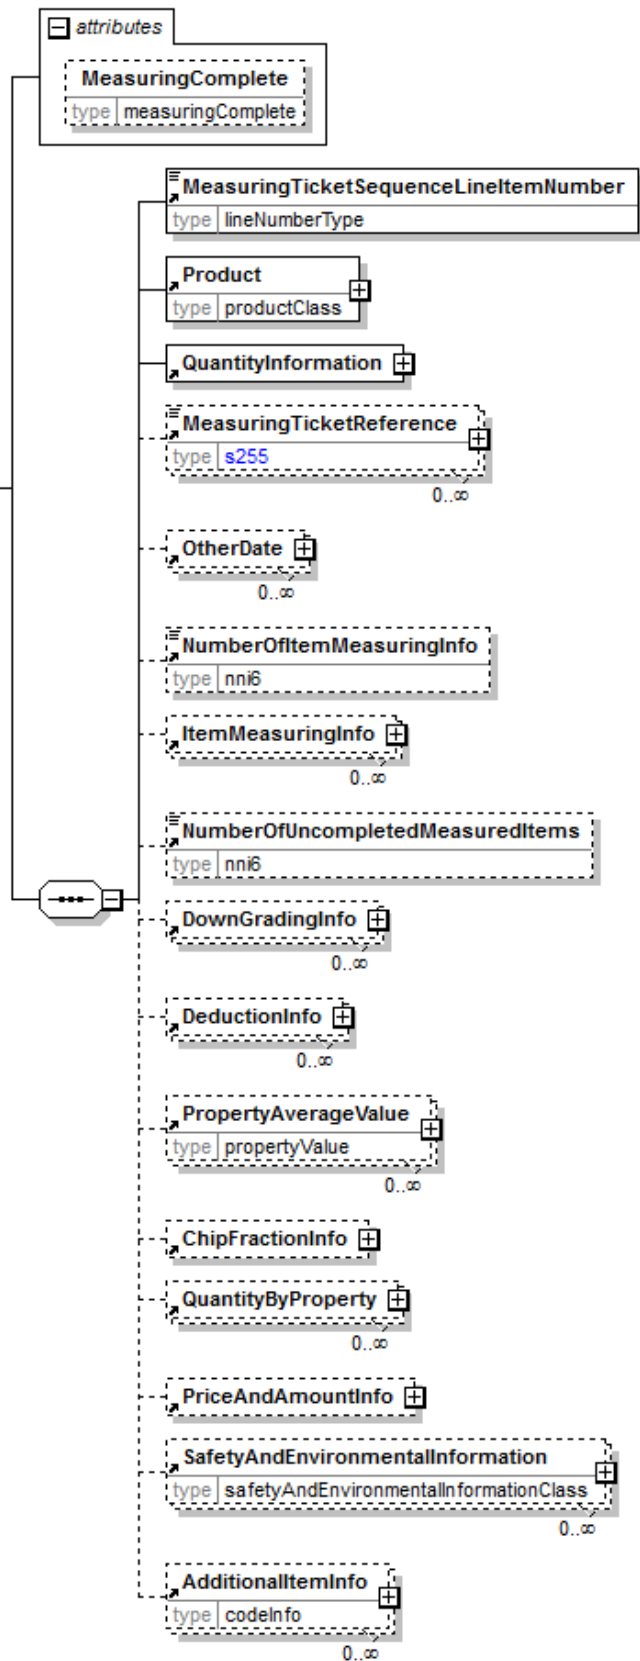 attributes
MeasuringComplete
type measuringComplete
MeasuringTicketSequenceLineItemNumber
type lineNumberType
Product
type productClass
QuantityInformation
MeasuringTicketReference
type s255
0..∞
OtherDate
0..∞
NumberOfItemMeasuringInfo
type nni6
ItemMeasuringInfo
0..∞
NumberOfUncompletedMeasuredItems
type nni6
DownGradingInfo
0..∞
DeductionInfo
0..∞
PropertyAverageValue
type propertyValue
0..∞
ChipFractionInfo
QuantityByProperty
0..∞
PriceAndAmountInfo
SafetyAndEnvironmentalInformation
type safetyAndEnvironmentalInformationClass
0..∞
AdditionalItemInfo
type codeInfo
0..∞